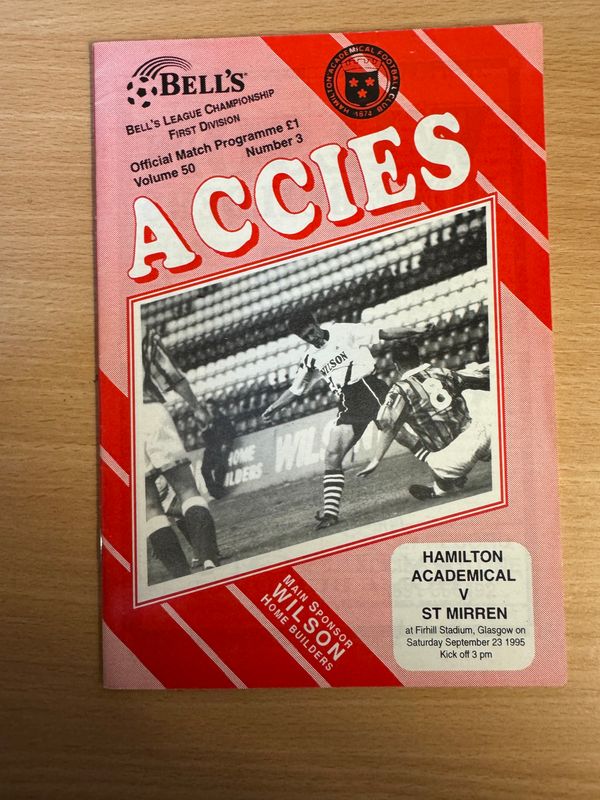 BELL'S
BELL'S LEAGUE CHAMPIONSHIP
FIRST DIVISION
Official Match Programme £1
Volume 50 Number 3
HAMILTON ACADEMICAL FOOTBALL CLUB
1874
ACCIES
WILSON
8
HOME
BUILDERS
WILS
MAIN SPONSOR
WILSON
HOME BUILDERS
HAMILTON
ACADEMICAL
V
ST MIRREN
at Firhill Stadium, Glasgow on
Saturday September 23 1995
Kick off 3 pm